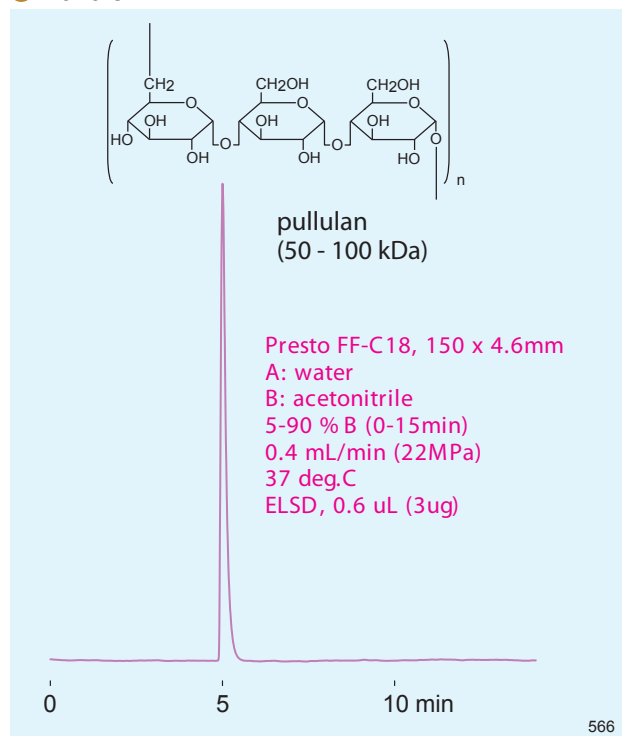 CH2 CH2OH CH2OH
O O O
OH OH OH
HO O O O
HO OH OH HO
n
pullulan
(50 - 100 kDa)
Presto FF-C18, 150 x 4.6mm
A: water
B: acetonitrile
5-90 % B (0-15min)
0.4 mL/min (22MPa)
37 deg.C
ELSD, 0.6 uL (3ug)
0 5 10 min
566